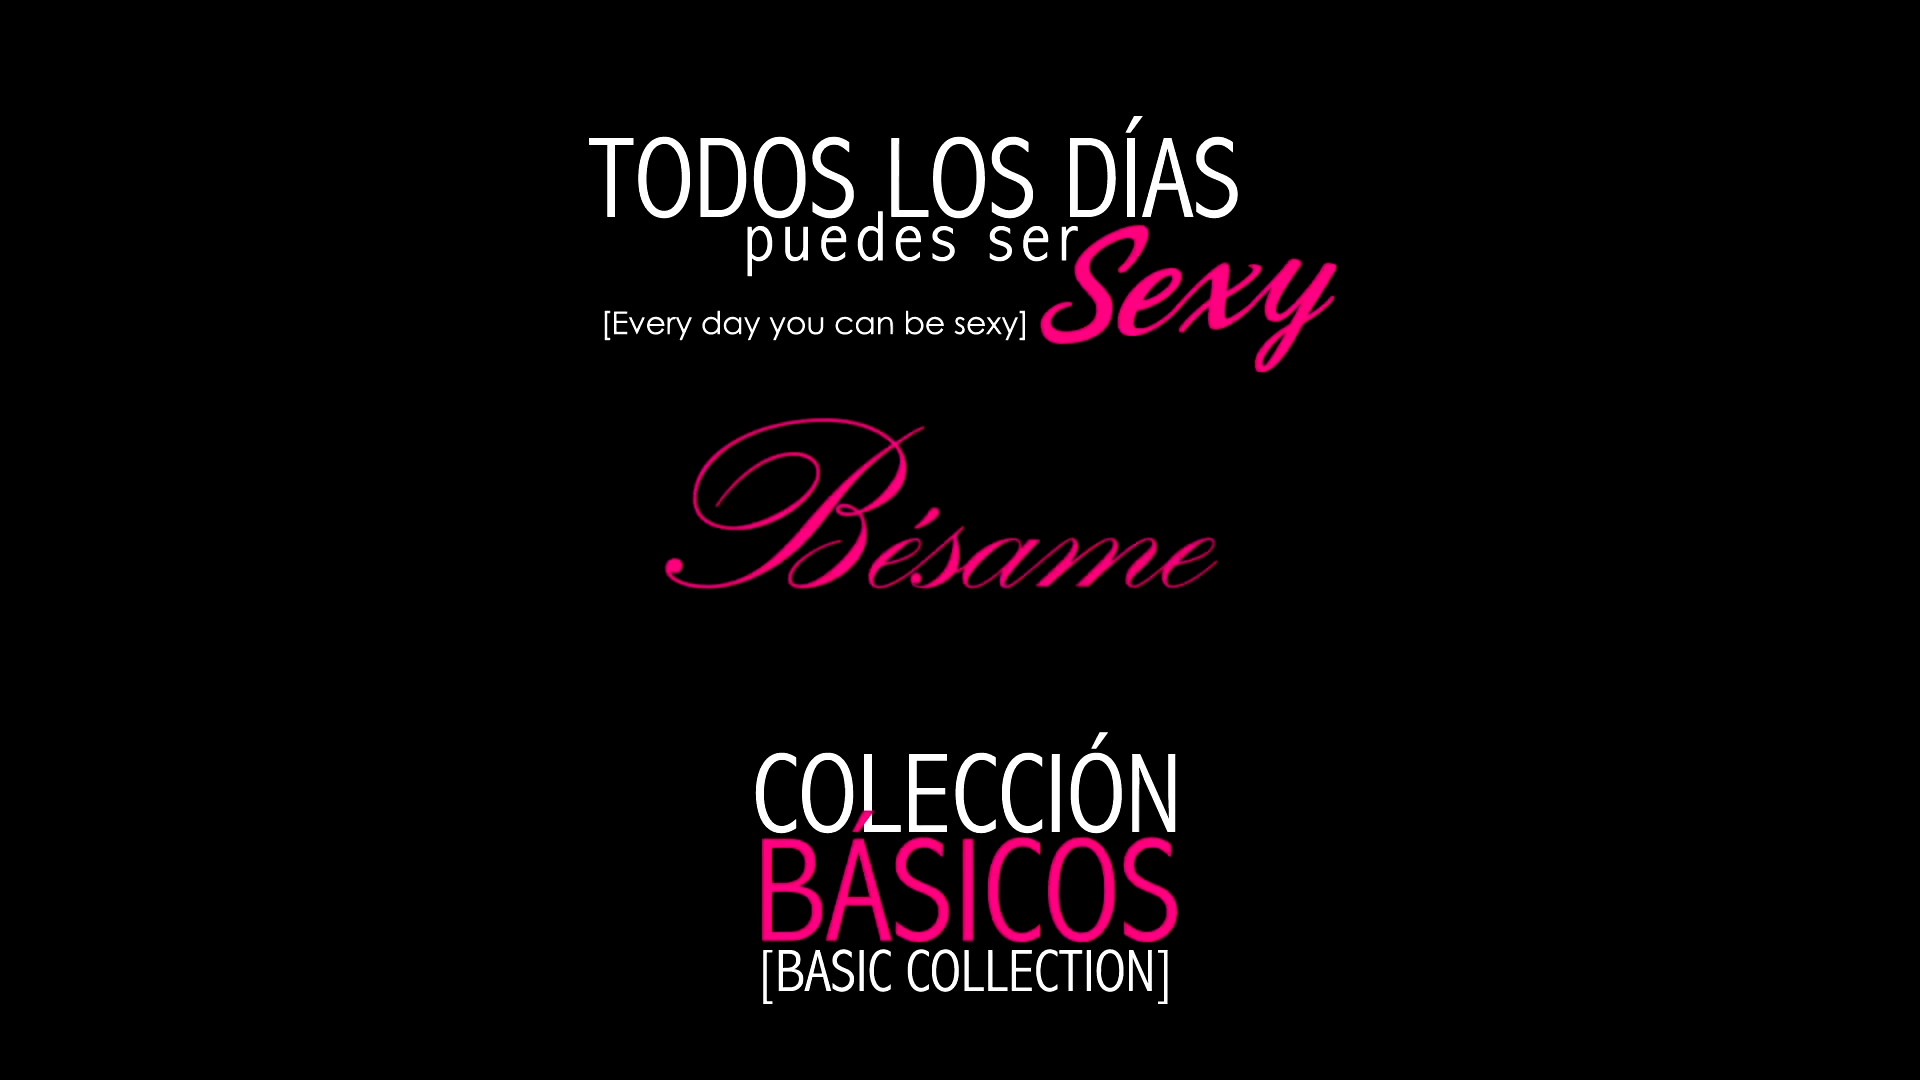 TODOS LOS DÍAS
puedes ser Sexy
[Every day you can be sexy]
Bésame
COLECCIÓN
BÁSICOS
[BASIC COLLECTION]